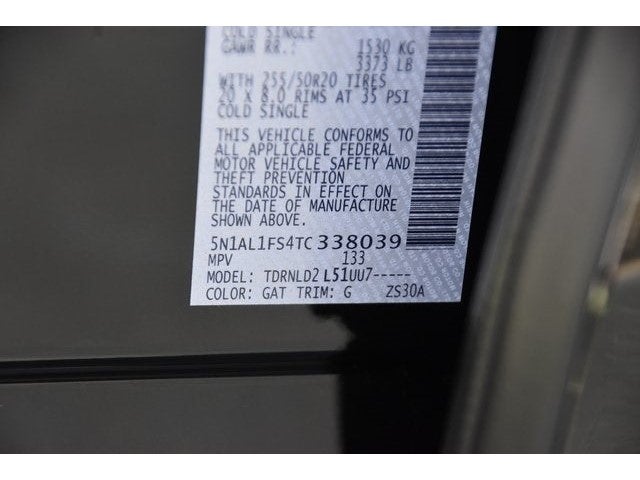 COLD SINGLE
GAWR RR.: 1530 KG
3373 LB
WITH 255/50R20 TIRES
20 X 8.0 RIMS AT 35 PSI
COLD SINGLE
THIS VEHICLE CONFORMS TO
ALL APPLICABLE FEDERAL
MOTOR VEHICLE SAFETY AND
THEFT PREVENTION
STANDARDS IN EFFECT ON
THE DATE OF MANUFACTURE
SHOWN ABOVE.
5N1AL1FS4TC338039
MPV 133
MODEL: TDRNLD2 L51UU7-----
COLOR: GAT TRIM: G ZS30A